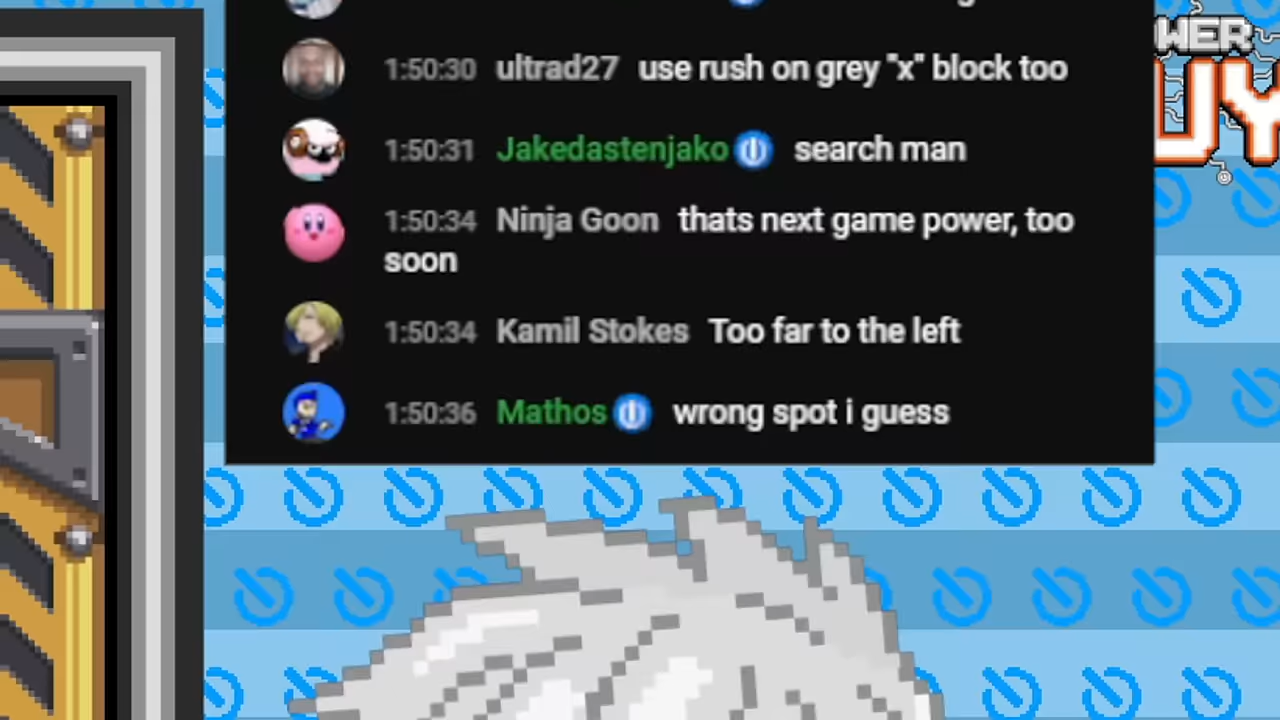 WER
UY
1:50:30 ultrad27 use rush on grey "x" block too
1:50:31 Jakedastenjako search man
1:50:34 Ninja Goon thats next game power, too
soon
1:50:34 Kamil Stokes Too far to the left
1:50:36 Mathos wrong spot i guess